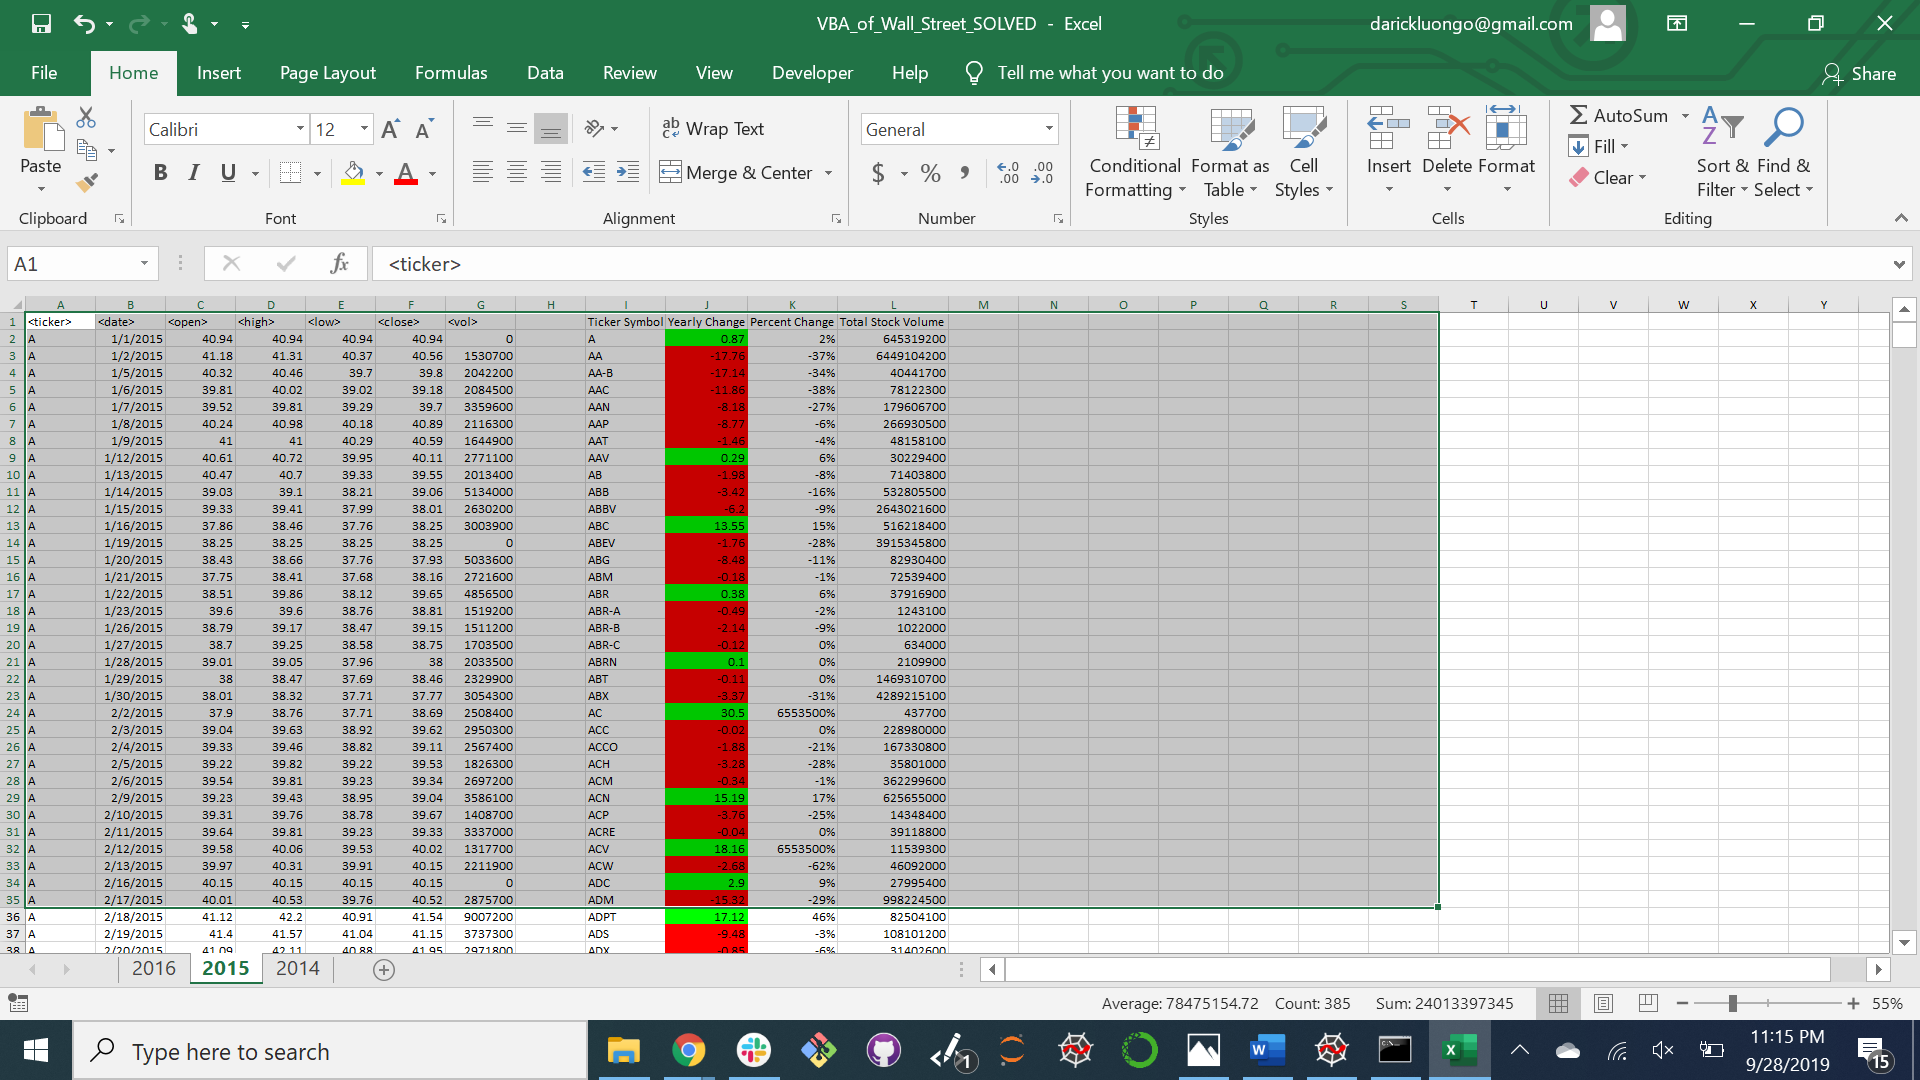 VBA_of_Wall_Street_SOLVED - Excel
darickluongo@gmail.com
File Home Insert Page Layout Formulas Data Review View Developer Help Tell me what you want to do Share
Paste
Clipboard
Calibri 12
B I U
Font
Wrap Text
Merge & Center
Alignment
General
$ % ,
Number
Conditional Formatting
Format as Table
Cell Styles
Styles
Insert Delete Format
Cells
AutoSum
Fill
Clear
Sort & Filter
Find & Select
Editing
A1 fx <ticker>
A B C D E F G H I J K L M N O P Q R S T U V W X Y
1 <ticker> <date> <open> <high> <low> <close> <vol> Ticker Symbol Yearly Change Percent Change Total Stock Volume
2 A 1/1/2015 40.94 40.94 40.94 40.94 0 A 0.87 2% 645319200
3 A 1/2/2015 41.18 41.31 40.37 40.56 1530700 AA -17.76 -37% 6449104200
4 A 1/5/2015 40.32 40.46 39.7 39.8 2042200 AA-B -17.14 -34% 40441700
5 A 1/6/2015 39.81 40.02 39.02 39.18 2084500 AAC -11.86 -38% 78122300
6 A 1/7/2015 39.52 39.81 39.29 39.7 3359600 AAN -8.18 -27% 179606700
7 A 1/8/2015 40.24 40.98 40.18 40.89 2116300 AAP -8.77 -6% 266930500
8 A 1/9/2015 41 41 40.29 40.59 1644900 AAT -1.46 -4% 48158100
9 A 1/12/2015 40.61 40.72 39.95 40.11 2771100 AAV 0.29 6% 30229400
10 A 1/13/2015 40.47 40.7 39.33 39.55 2013400 AB -1.98 -8% 71403800
11 A 1/14/2015 39.03 39.1 38.21 39.06 5134000 ABB -3.42 -16% 532805500
12 A 1/15/2015 39.33 39.41 37.99 38.01 2630200 ABBV -6.2 -9% 2643021600
13 A 1/16/2015 37.86 38.46 37.76 38.25 3003900 ABC 13.55 15% 516218400
14 A 1/19/2015 38.25 38.25 38.25 38.25 0 ABEV -1.76 -28% 3915345800
15 A 1/20/2015 38.43 38.66 37.76 37.93 5033600 ABG -8.48 -11% 82930400
16 A 1/21/2015 37.75 38.41 37.68 38.16 2721600 ABM -0.18 -1% 72539400
17 A 1/22/2015 38.51 39.86 38.12 39.65 4856500 ABR 0.38 6% 37916900
18 A 1/23/2015 39.6 39.6 38.76 38.81 1519200 ABR-A -0.49 -2% 1243100
19 A 1/26/2015 38.79 39.17 38.47 39.15 1511200 ABR-B -2.14 -9% 1022000
20 A 1/27/2015 38.7 39.25 38.58 38.75 1703500 ABR-C -0.12 0% 634000
21 A 1/28/2015 39.01 39.05 37.96 38 2033500 ABRN 0.1 0% 2109900
22 A 1/29/2015 38 38.47 37.69 38.46 2329900 ABT -0.11 0% 1469310700
23 A 1/30/2015 38.01 38.32 37.71 37.77 3054300 ABX -3.37 -31% 4289215100
24 A 2/2/2015 37.9 38.76 37.71 38.69 2508400 AC 30.5 6553500% 437700
25 A 2/3/2015 39.04 39.63 38.92 39.62 2950300 ACC -0.02 0% 228980000
26 A 2/4/2015 39.33 39.46 38.82 39.11 2567400 ACCO -1.88 -21% 167330800
27 A 2/5/2015 39.22 39.82 39.22 39.53 1826300 ACH -3.28 -28% 35801000
28 A 2/6/2015 39.54 39.81 39.23 39.34 2697200 ACM -0.34 -1% 362299600
29 A 2/9/2015 39.23 39.43 38.95 39.04 3586100 ACN 15.19 17% 625655000
30 A 2/10/2015 39.31 39.76 38.78 39.67 1408700 ACP -3.76 -25% 14348400
31 A 2/11/2015 39.64 39.81 39.23 39.33 3337000 ACRE -0.04 0% 39118800
32 A 2/12/2015 39.58 40.06 39.53 40.02 1317700 ACV 18.16 6553500% 11539300
33 A 2/13/2015 39.97 40.31 39.91 40.15 2211900 ACW -2.68 -62% 46092000
34 A 2/16/2015 40.15 40.15 40.15 40.15 0 ADC 2.9 9% 27995400
35 A 2/17/2015 40.01 40.53 39.76 40.52 2875700 ADM -15.32 -29% 998224500
36 A 2/18/2015 41.12 42.2 40.91 41.54 9007200 ADPT 17.12 46% 82504100
37 A 2/19/2015 41.4 41.57 41.04 41.15 3737300 ADS -9.48 -3% 108101200
38 A 2/20/2015 41.09 42.11 40.88 41.95 2971800 ADX -0.85 -6% 31402600
2016 2015 2014
Average: 78475154.72 Count: 385 Sum: 24013397345 55%
Type here to search
1
11:15 PM
9/28/2019
15